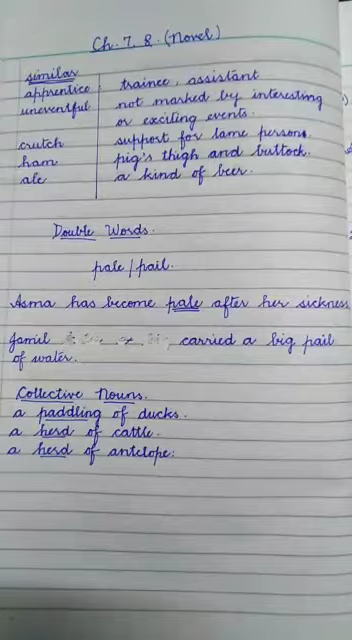 Ch. 7, 8. (Novel)
similar
apprentice trainee, assistant
uneventful not marked by interesting
or exciting events.
crutch support for lame persons.
ham pig's thigh and buttock.
ale a kind of beer.
Double Words.
pale/pail.
Asma has become pale after her sickness
Jamil carried a big pail
of water.
Collective Nouns.
a paddling of ducks.
a herd of cattle.
a herd of antelope.